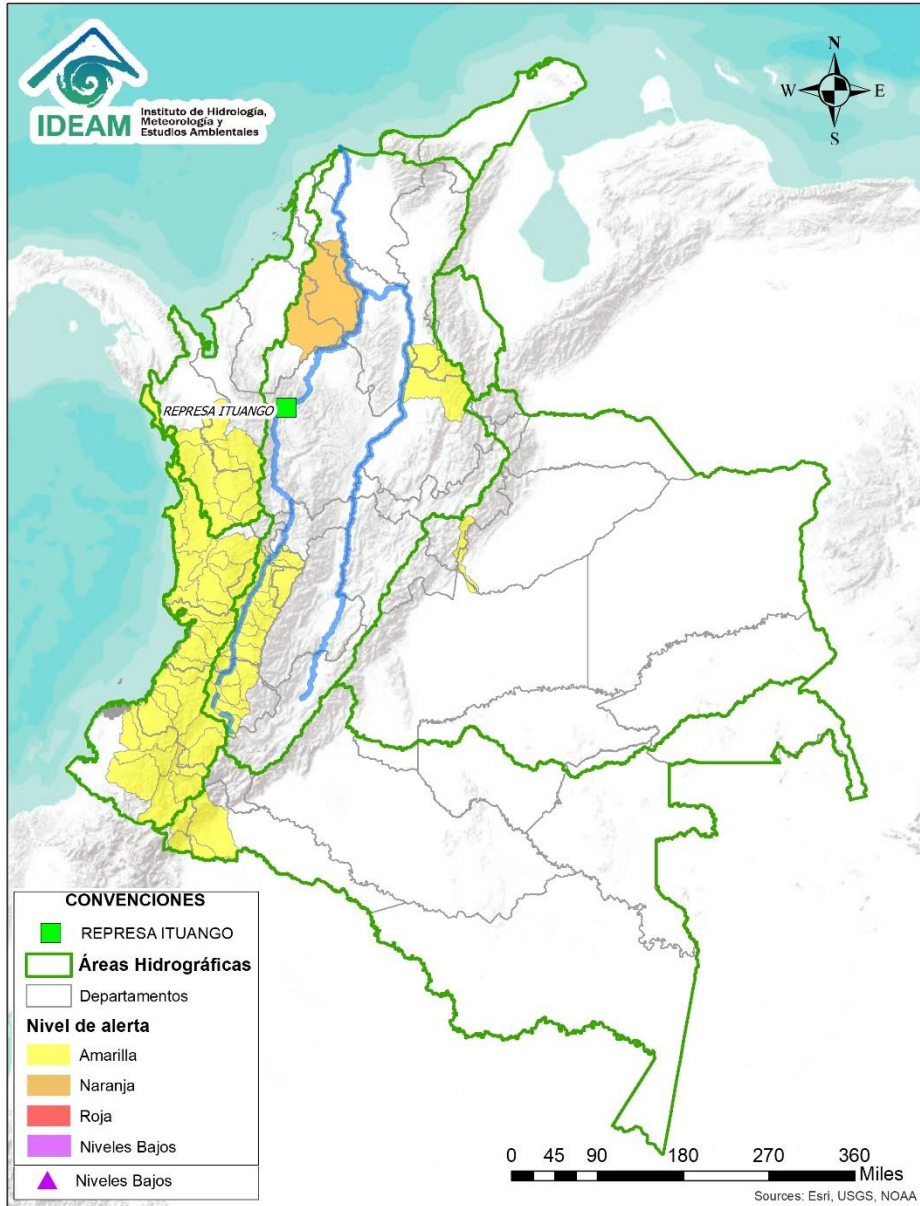 IDEAM
Instituto de Hidrología,
Meteorología y
Estudios Ambientales
N
W
E
S
REPRESA ITUANGO
CONVENCIONES
REPRESA ITUANGO
Áreas Hidrográficas
Departamentos
Nivel de alerta
Amarilla
Naranja
Roja
Niveles Bajos
Niveles Bajos
0 45 90 180 270 360
Miles
Sources: Esri, USGS, NOAA